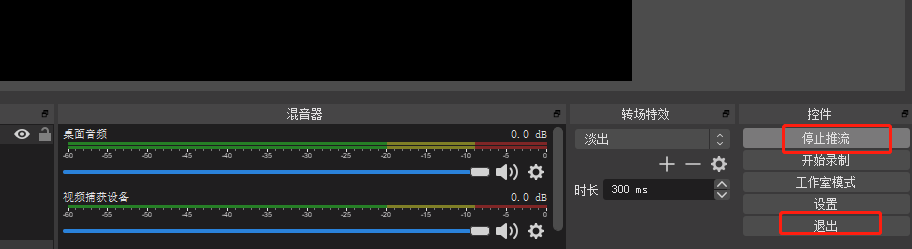 混音器
转场特效
控件
桌面音频
0.0 dB
-60 -55 -50 -45 -40 -35 -30 -25 -20 -15 -10 -5 0
视频捕获设备
0.0 dB
-60 -55 -50 -45 -40 -35 -30 -25 -20 -15 -10 -5 0
淡出
时长
300 ms
停止推流
开始录制
工作室模式
设置
退出